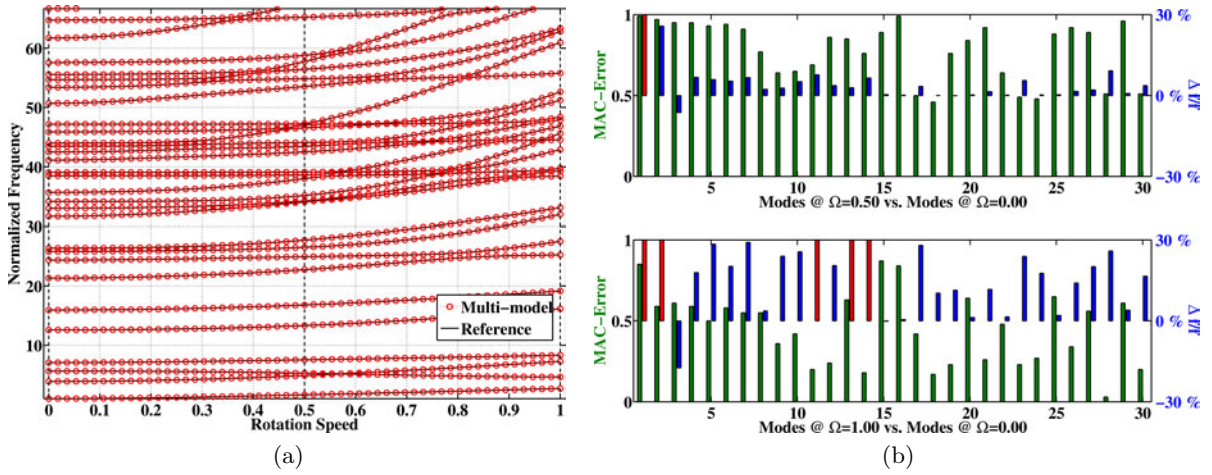 60
50
40
30
20
10
Normalized Frequency
0 0.1 0.2 0.3 0.4 0.5 0.6 0.7 0.8 0.9 1
Rotation Speed
Multi-model
Reference
(a)
1
0.5
0
MAC-Error
30 %
0 %
-30 %
Δ f/f
5 10 15 20 25 30
Modes @ Ω=0.50 vs. Modes @ Ω=0.00
1
0.5
0
MAC-Error
30 %
0 %
-30 %
Δ f/f
5 10 15 20 25 30
Modes @ Ω=1.00 vs. Modes @ Ω=0.00
(b)